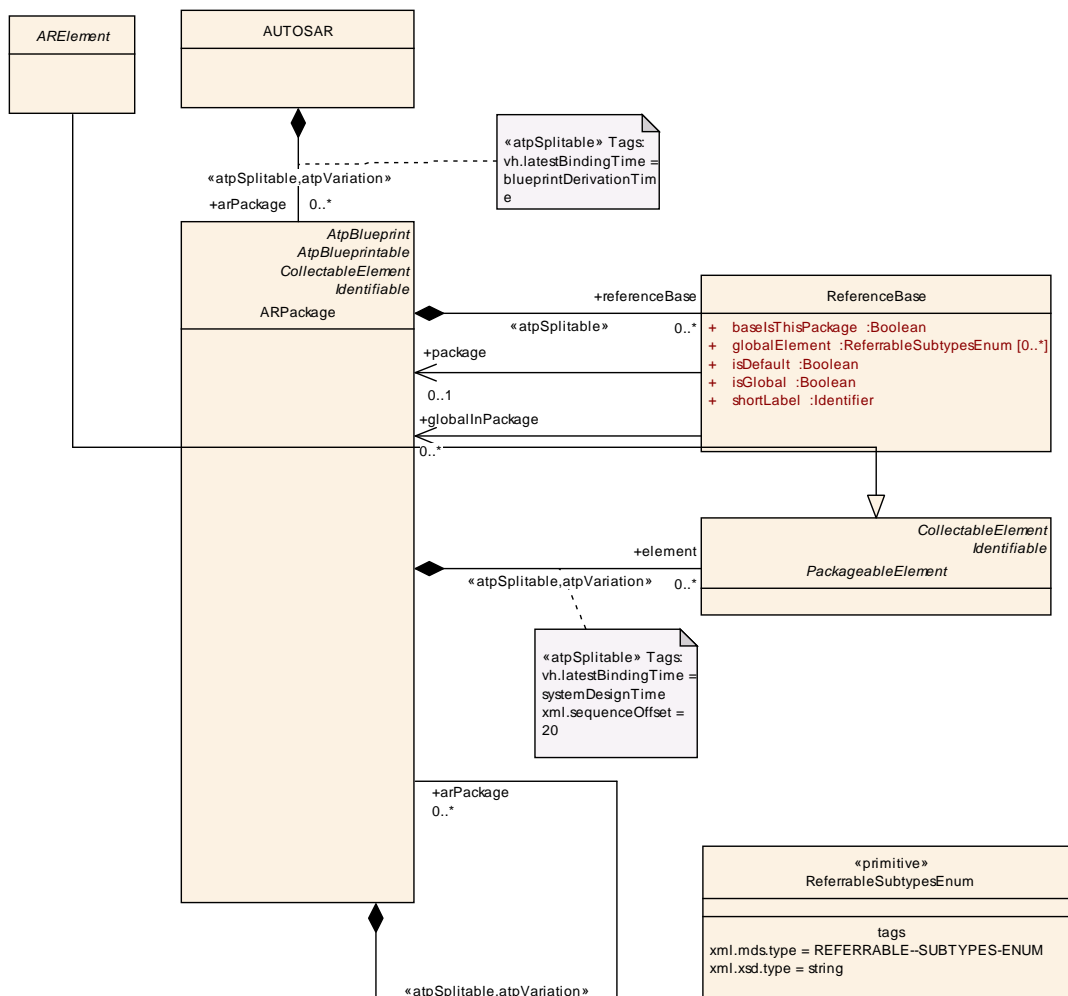 ARElement
AUTOSAR
«atpSplitable» Tags:
vh.latestBindingTime =
blueprintDerivationTim
e
«atpSplitable,atpVariation»
+arPackage
0..*
AtpBlueprint
AtpBlueprintable
CollectableElement
Identifiable
ARPackage
+referenceBase
«atpSplitable»
0..*
ReferenceBase
+ baseIsThisPackage :Boolean
+ globalElement :ReferrableSubtypesEnum [0..*]
+ isDefault :Boolean
+ isGlobal :Boolean
+ shortLabel :Identifier
+package
0..1
+globalInPackage
0..*
CollectableElement
Identifiable
PackageableElement
+element
«atpSplitable,atpVariation»
0..*
«atpSplitable» Tags:
vh.latestBindingTime =
systemDesignTime
xml.sequenceOffset =
20
+arPackage
0..*
«primitive»
ReferrableSubtypesEnum
tags
xml.mds.type = REFERRABLE--SUBTYPES-ENUM
xml.xsd.type = string
«atpSplitable,atpVariation»